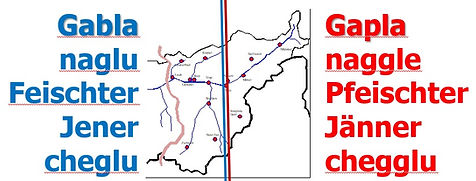 Gabla
naglu
Feischter
Jener
cheglu
Gapla
naggle
Pfeischter
Jänner
chegglu